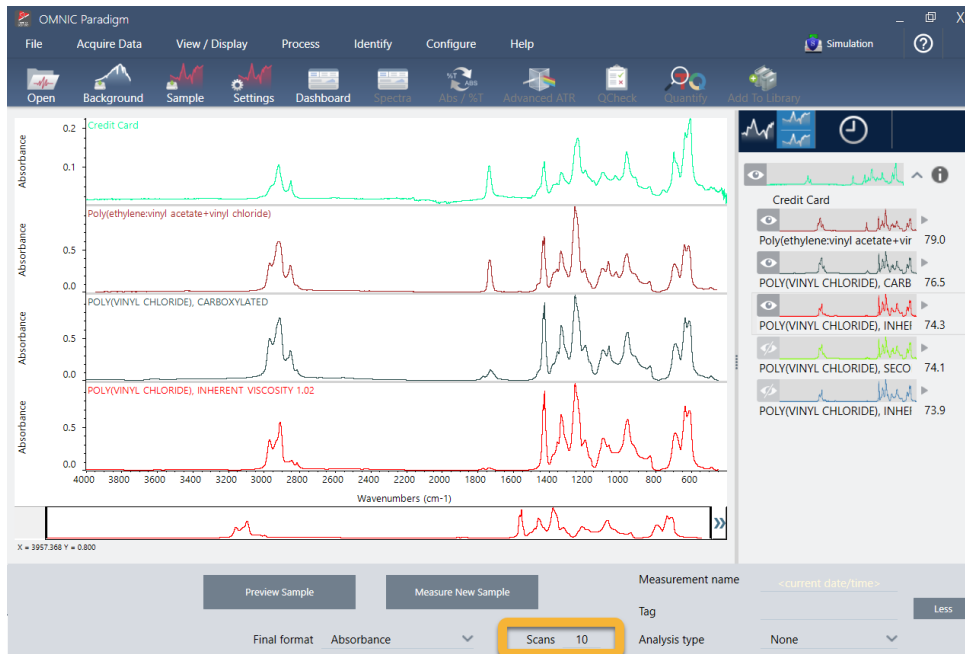 OMNIC Paradigm
File Acquire Data View / Display Process Identify Configure Help Simulation
Open Background Sample Settings Dashboard Spectra Abs / %T Advanced ATR QCheck Quantify Add To Library
%T ABS
Credit Card
Absorbance
0.2
0.1
Poly(ethylene:vinyl acetate+vinyl chloride)
Absorbance
0.5
0.0
POLY(VINYL CHLORIDE), CARBOXYLATED
Absorbance
0.5
0.0
POLY(VINYL CHLORIDE), INHERENT VISCOSITY 1.02
Absorbance
0.5
0.0
4000 3800 3600 3400 3200 3000 2800 2600 2400 2200 2000 1800 1600 1400 1200 1000 800 600
Wavenumbers (cm-1)
X = 3957.368 Y = 0.800
Credit Card
Poly(ethylene:vinyl acetate+vir 79.0
POLY(VINYL CHLORIDE), CARB 76.5
POLY(VINYL CHLORIDE), INHEF 74.3
POLY(VINYL CHLORIDE), SECO 74.1
POLY(VINYL CHLORIDE), INHEF 73.9
Preview Sample
Measure New Sample
Measurement name <current date/time>
Tag
Less
Final format Absorbance
Scans 10
Analysis type None